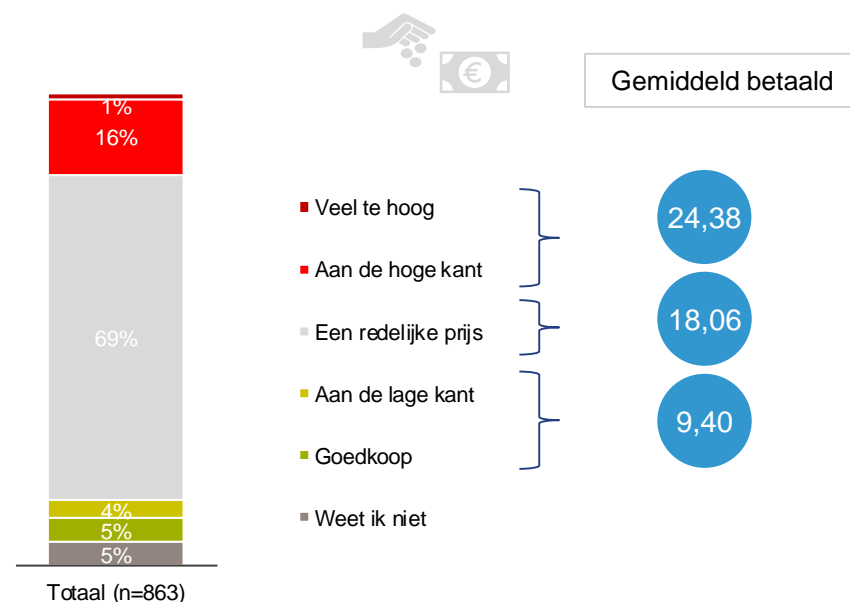 €
Gemiddeld betaald
1%
16%
69%
4%
5%
5%
Totaal (n=863)
Veel te hoog
Aan de hoge kant
Een redelijke prijs
Aan de lage kant
Goedkoop
Weet ik niet
24,38
18,06
9,40